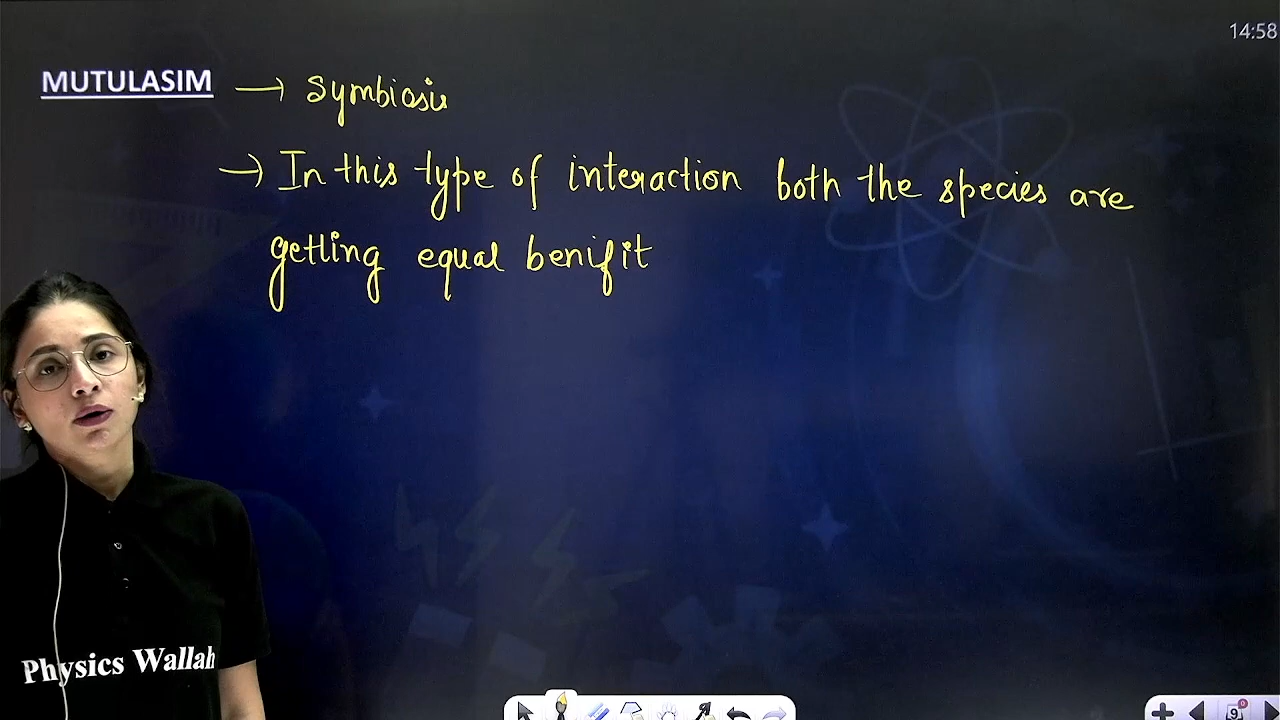 14:58
MUTULASIM → Symbiosis
→ In this type of interaction both the species are
getting equal benifit
Physics Wallah